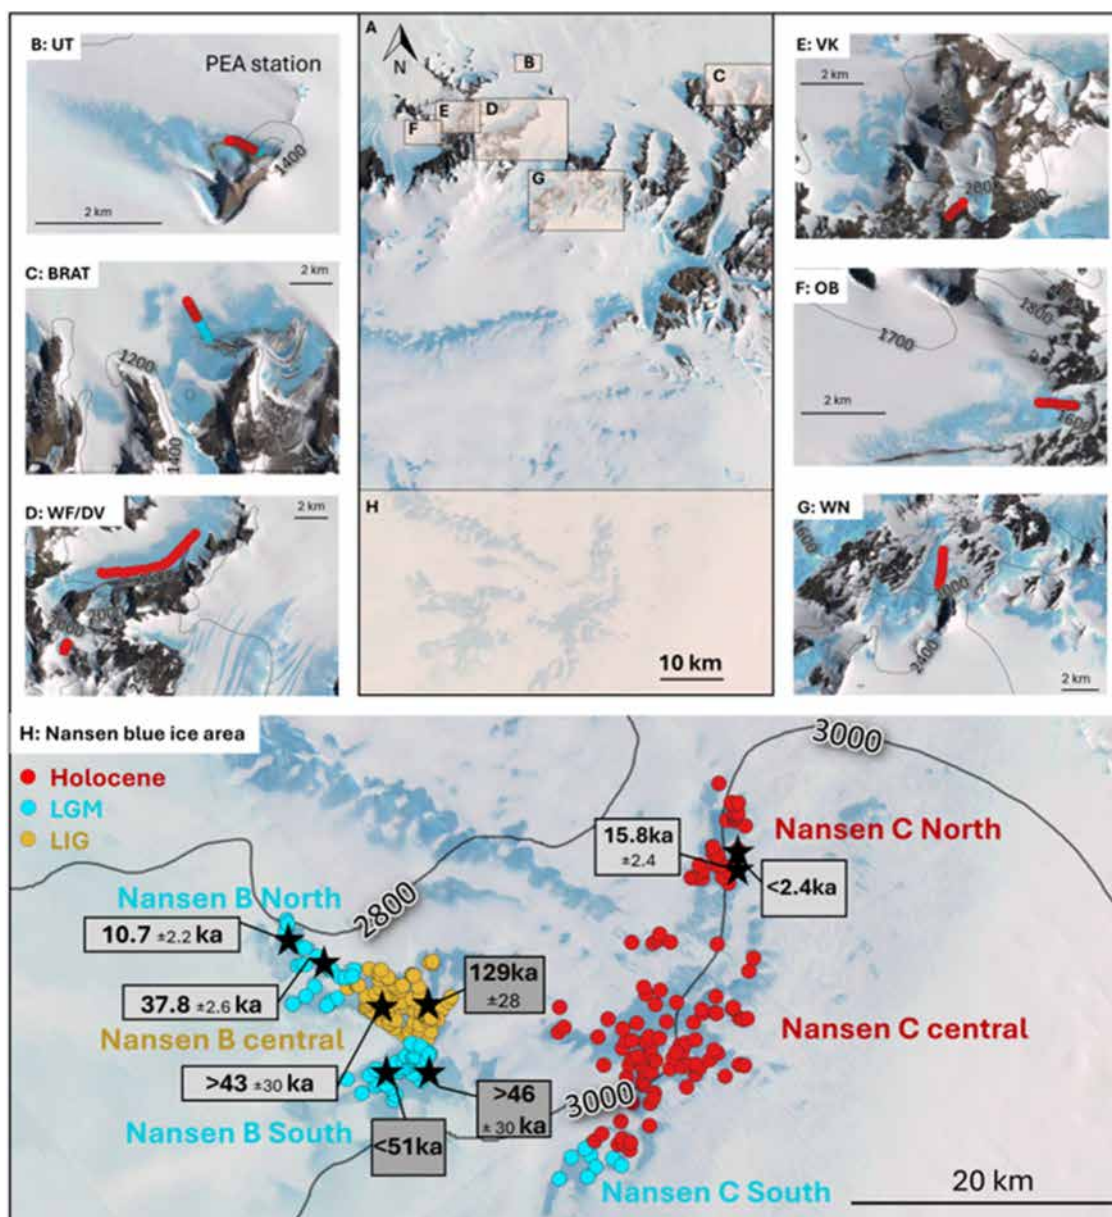 B: UT
PEA station
1400
2 km
C: BRAT
2 km
1200
1400
D: WF/DV
2 km
A
N
B
C
D
E
F
G
H
10 km
E: VK
2 km
F: OB
1700
1800
2 km
1600
G: WN
2400
2 km
H: Nansen blue ice area
Holocene
LGM
LIG
3000
Nansen C North
15.8ka
±2.4
<2.4ka
Nansen B North
2800
10.7 ±2.2 ka
129ka
±28
37.8 ±2.6 ka
Nansen B central
Nansen C central
>43 ±30 ka
>46
± 30 ka
3000
Nansen B South
<51ka
Nansen C South
20 km